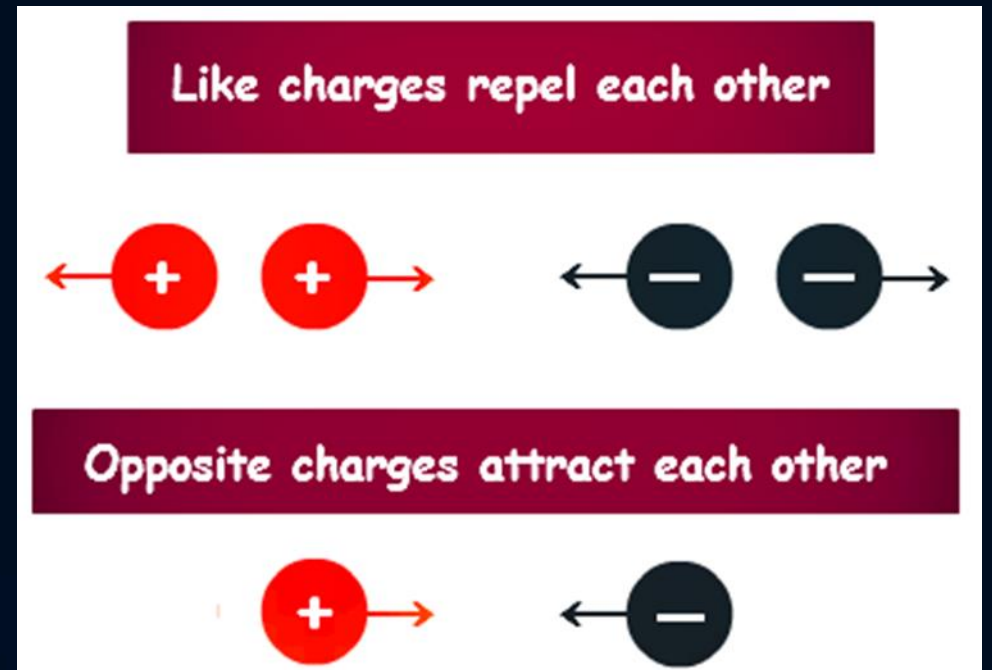 Like charges repel each other
+ + − −
Opposite charges attract each other
+ −